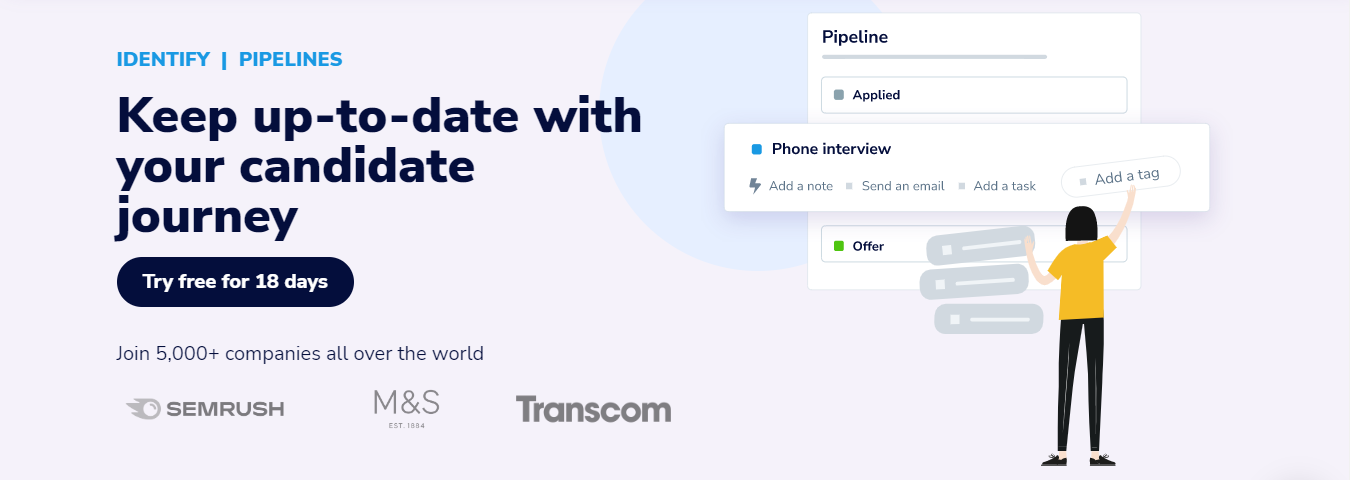 IDENTIFY | PIPELINES
Keep up-to-date with
your candidate
journey
Try free for 18 days
Join 5,000+ companies all over the world
SEMRUSH
M&S
EST. 1884
Transcom
Pipeline
Applied
Phone interview
Add a note
Send an email
Add a task
Add a tag
Offer